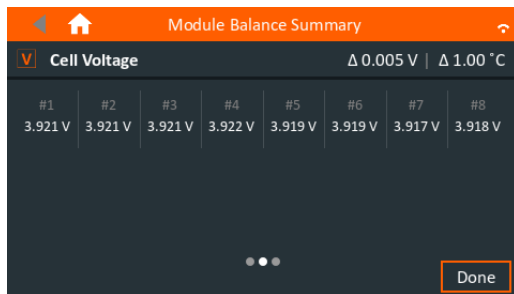 Module Balance Summary
V Cell Voltage Δ 0.005 V | Δ 1.00 ˚C
#1 #2 #3 #4 #5 #6 #7 #8
3.921 V 3.921 V 3.921 V 3.922 V 3.919 V 3.919 V 3.917 V 3.918 V
Done